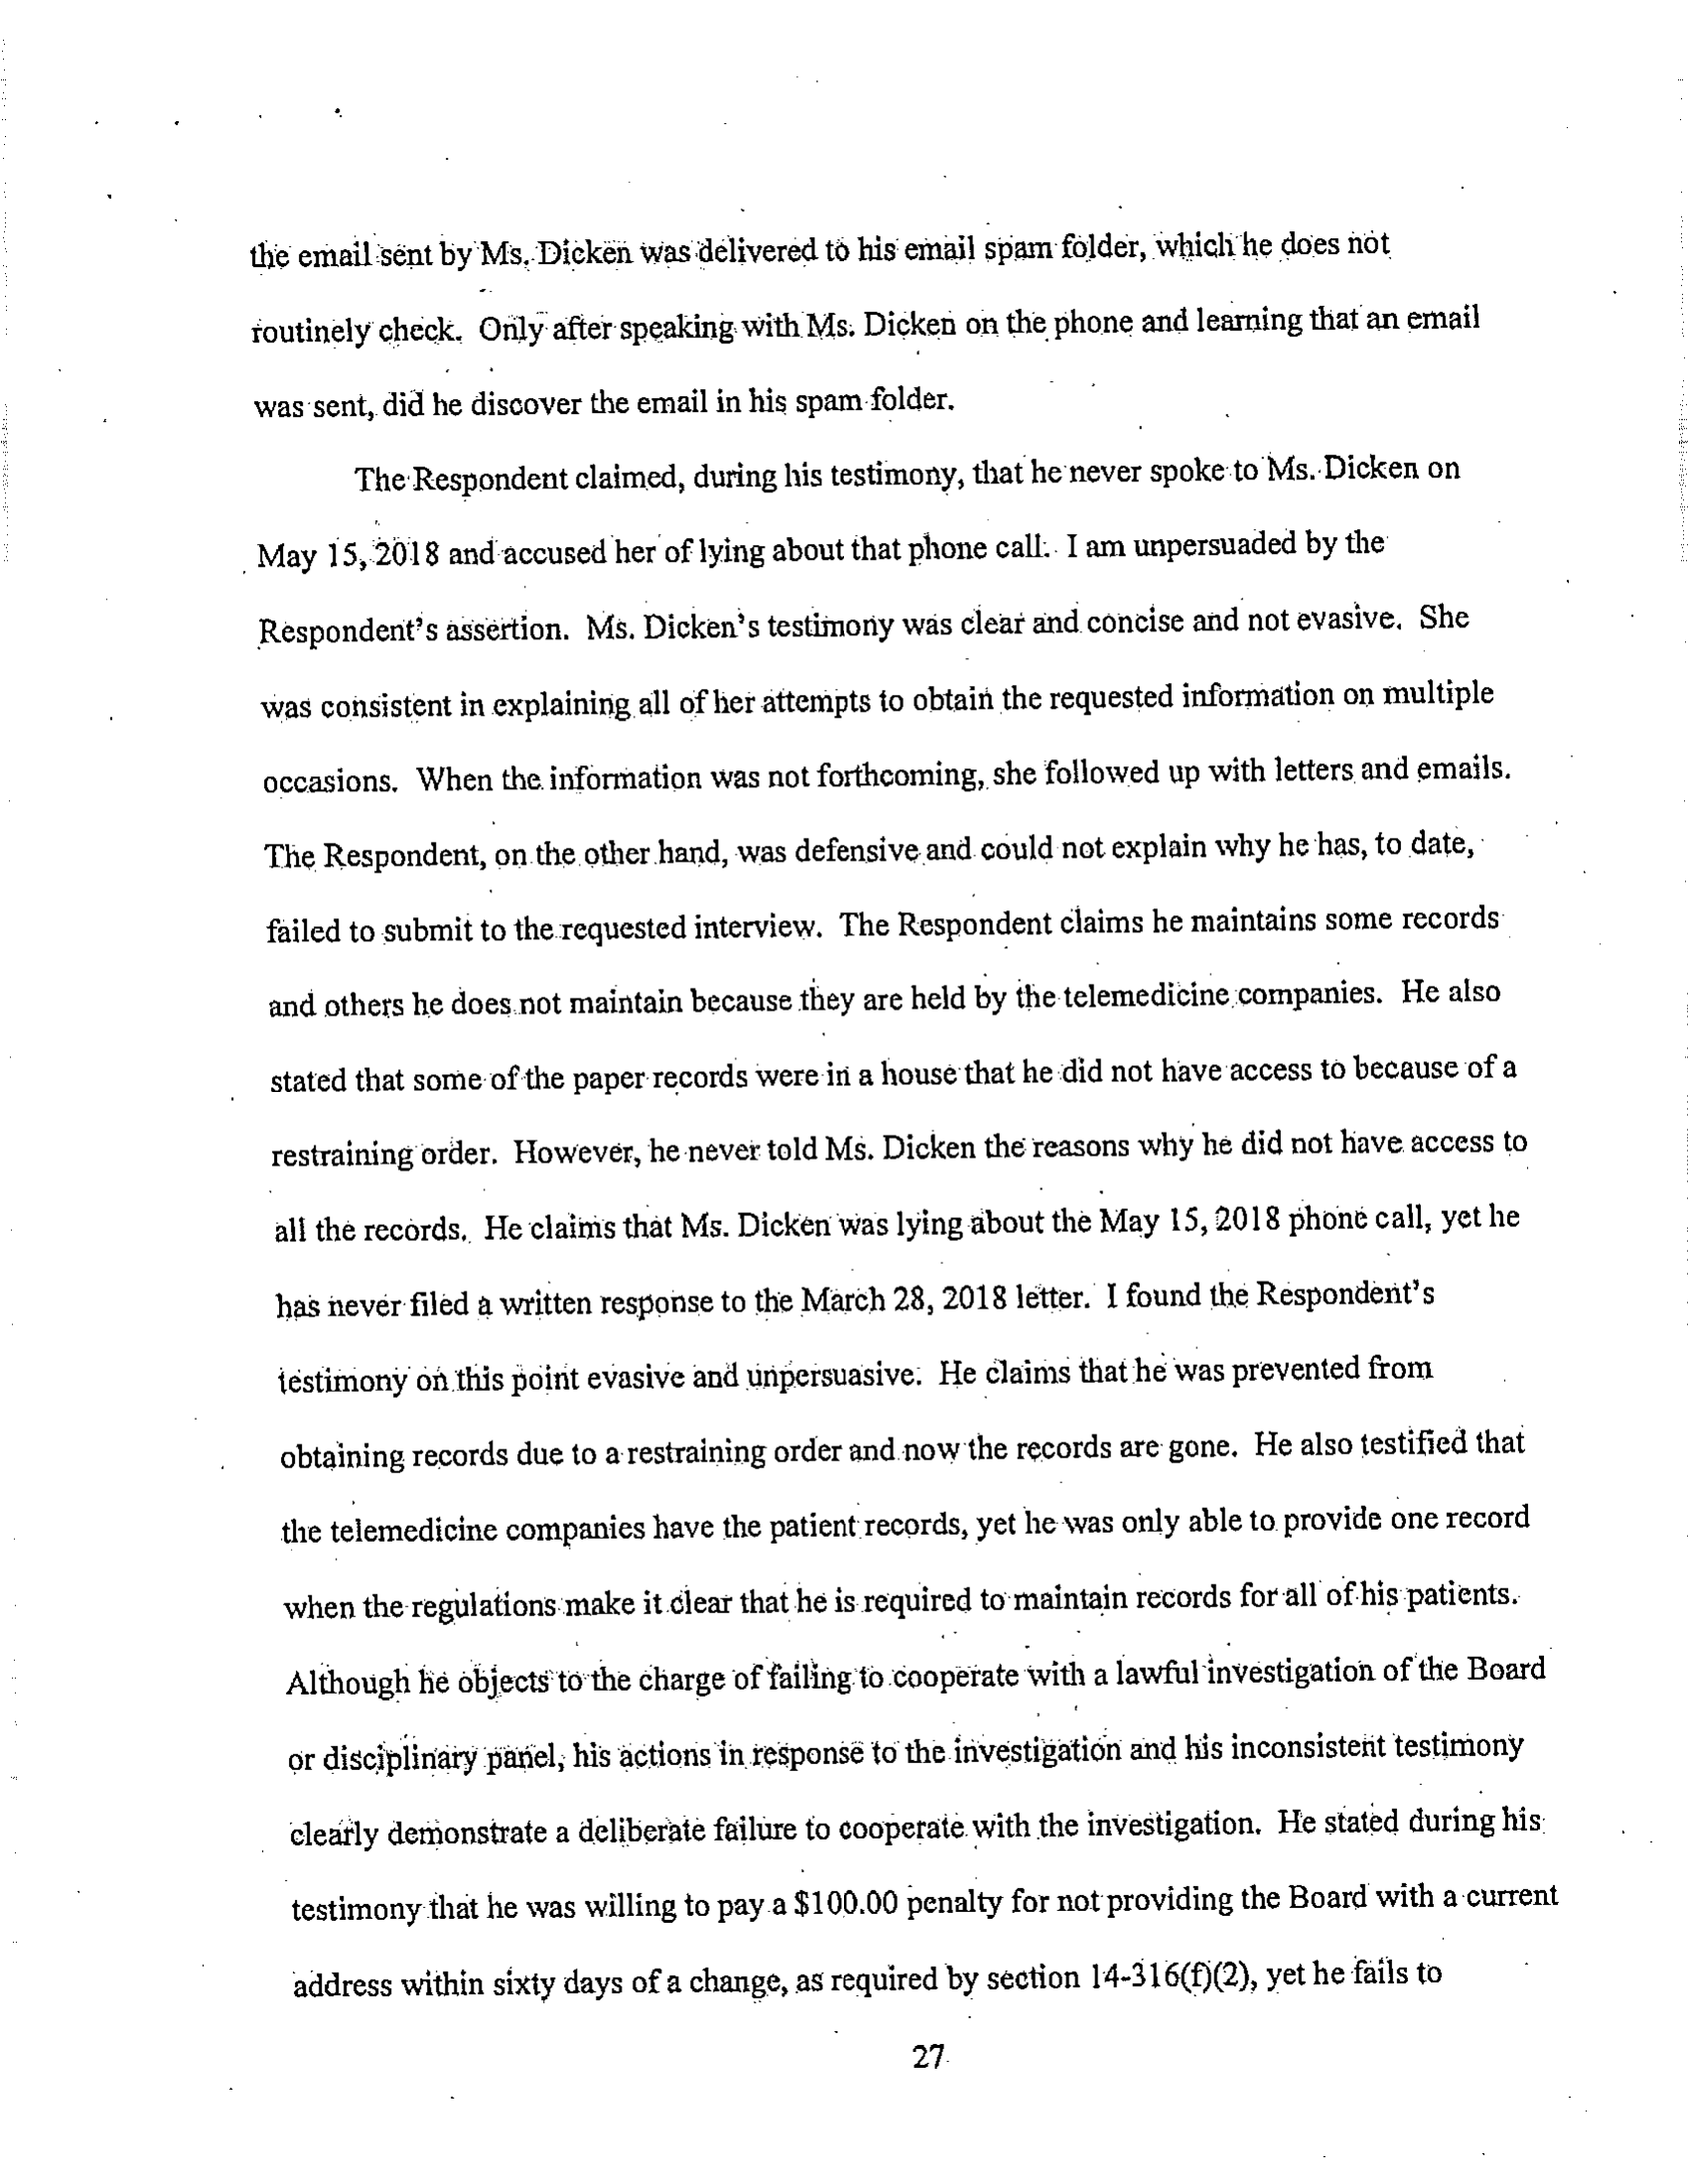 the email sent by Ms. Dicken was delivered to his email spam folder, which he does not
routinely check. Only after speaking with Ms. Dicken on the phone and learning that an email
was sent, did he discover the email in his spam folder.
The Respondent claimed, during his testimony, that he never spoke to Ms. Dicken on
May 15, 2018 and accused her of lying about that phone call. I am unpersuaded by the
Respondent's assertion. Ms. Dicken's testimony was clear and concise and not evasive. She
was consistent in explaining all of her attempts to obtain the requested information on multiple
occasions. When the information was not forthcoming, she followed up with letters and emails.
The Respondent, on the other hand, was defensive and could not explain why he has, to date,
failed to submit to the requested interview. The Respondent claims he maintains some records
and others he does not maintain because they are held by the telemedicine companies. He also
stated that some of the paper records were in a house that he did not have access to because of a
restraining order. However, he never told Ms. Dicken the reasons why he did not have access to
all the records. He claims that Ms. Dicken was lying about the May 15, 2018 phone call, yet he
has never filed a written response to the March 28, 2018 letter. I found the Respondent's
testimony on this point evasive and unpersuasive. He claims that he was prevented from
obtaining records due to a restraining order and now the records are gone. He also testified that
the telemedicine companies have the patient records, yet he was only able to provide one record
when the regulations make it clear that he is required to maintain records for all of his patients.
Although he objects to the charge of failing to cooperate with a lawful investigation of the Board
or disciplinary panel, his actions in response to the investigation and his inconsistent testimony
clearly demonstrate a deliberate failure to cooperate with the investigation. He stated during his
testimony that he was willing to pay a $100.00 penalty for not providing the Board with a current
address within sixty days of a change, as required by section 14-316(f)(2), yet he fails to
27